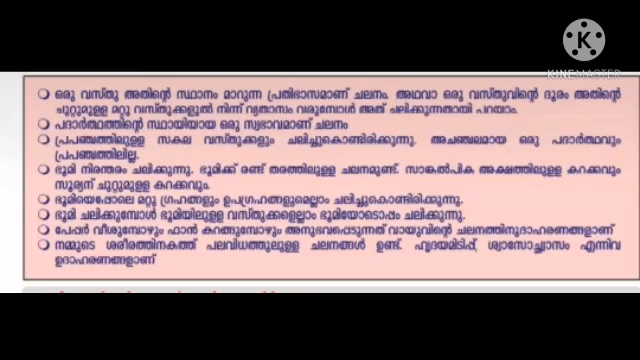 KINEMASTER
ഒരു വസ്തു അതിന്റെ സ്ഥാനം മാറുന്ന പ്രതിഭാസമാണ് ചലനം. അഥവാ ഒരു വസ്തുവിന്റെ ദൂരം അതിന്റെ
ചുറ്റുമുള്ള മറ്റു വസ്തുക്കളിൽ നിന്ന് വ്യത്യാസം വരുമ്പോൾ അത് ചലിക്കുന്നതായി പറയാം.
പദാർത്ഥത്തിന്റെ സ്ഥായിയായ ഒരു സ്വഭാവമാണ് ചലനം
പ്രപഞ്ചത്തിലുള്ള സകല വസ്തുക്കളും ചലിച്ചുകൊണ്ടിരിക്കുന്നു. അചഞ്ചലമായ ഒരു പദാർത്ഥവും
പ്രപഞ്ചത്തിലില്ല.
ഭൂമി നിരന്തരം ചലിക്കുന്നു. ഭൂമിക്ക് രണ്ട് തരത്തിലുള്ള ചലനമുണ്ട്. സാങ്കൽപിക അക്ഷത്തിലുള്ള കറക്കവും
സൂര്യന് ചുറ്റുമുള്ള കറക്കവും.
ഭൂമിയെപ്പോലെ മറ്റു ഗ്രഹങ്ങളും ഉപഗ്രഹങ്ങളുമെല്ലാം ചലിച്ചുകൊണ്ടിരിക്കുന്നു.
ഭൂമി ചലിക്കുമ്പോൾ ഭൂമിയിലുള്ള വസ്തുക്കളെല്ലാം ഭൂമിയോടൊപ്പം ചലിക്കുന്നു.
പേപ്പർ വീശുമ്പോഴും ഫാൻ കറങ്ങുമ്പോഴും അനുഭവപ്പെടുന്നത് വായുവിന്റെ ചലനത്തിനുദാഹരണങ്ങളാണ്
നമ്മുടെ ശരീരത്തിനകത്ത് പലവിധത്തുലുള്ള ചലനങ്ങൾ ഉണ്ട്. ഹൃദയമിടിപ്പ്, ശ്വാസോച്ഛ്വാസം എന്നിവ
ഉദാഹരണങ്ങളാണ്